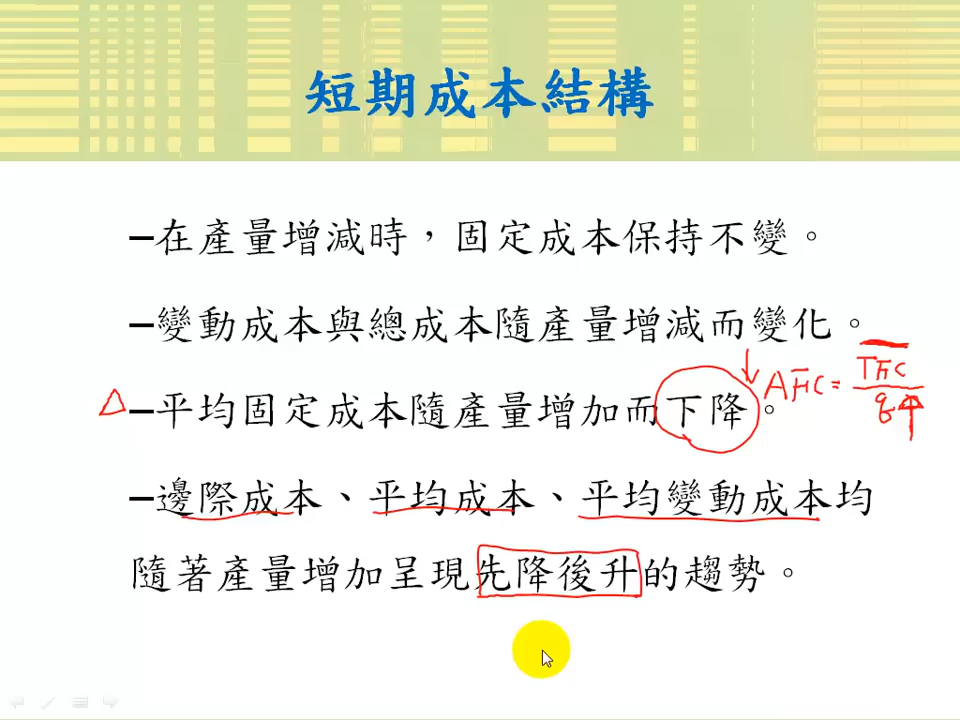 短期成本結構
–在產量增減時，固定成本保持不變。
–變動成本與總成本隨產量增減而變化。
–平均固定成本隨產量增加而下降。
↓AFC = TFC / q↑
–邊際成本、平均成本、平均變動成本均
隨著產量增加呈現先降後升的趨勢。